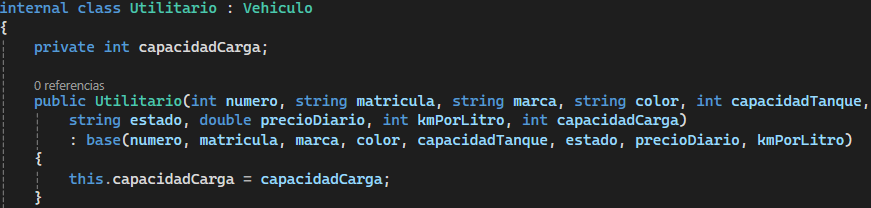 internal class Utilitario : Vehiculo
{
private int capacidadCarga;
0 referencias
public Utilitario(int numero, string matricula, string marca, string color, int capacidadTanque,
string estado, double precioDiario, int kmPorLitro, int capacidadCarga)
: base(numero, matricula, marca, color, capacidadTanque, estado, precioDiario, kmPorLitro)
{
this.capacidadCarga = capacidadCarga;
}